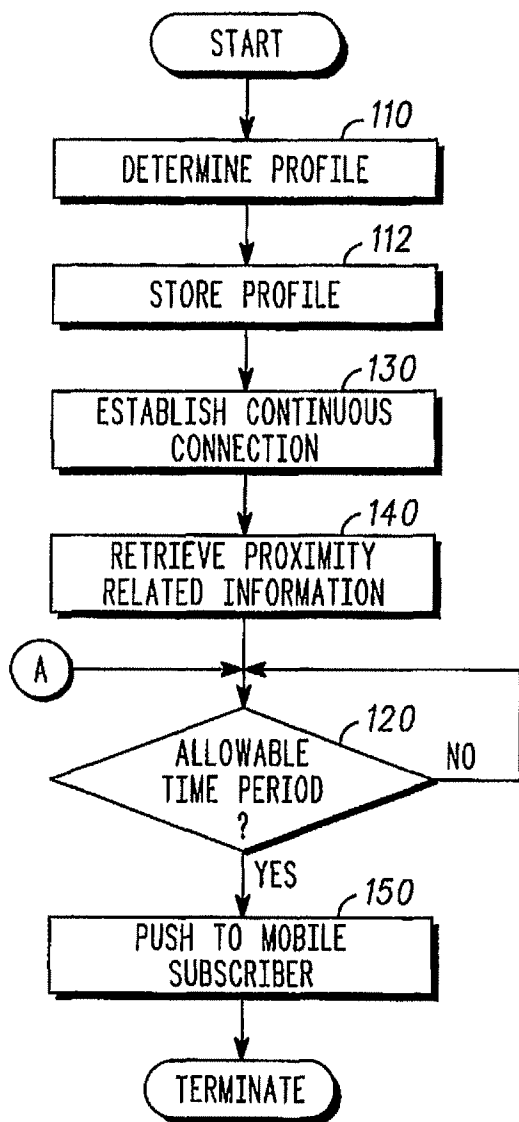 START
110
DETERMINE PROFILE
112
STORE PROFILE
130
ESTABLISH CONTINUOUS
CONNECTION
140
RETRIEVE PROXIMITY
RELATED INFORMATION
A
120
ALLOWABLE
TIME PERIOD
?
NO
YES
150
PUSH TO MOBILE
SUBSCRIBER
TERMINATE